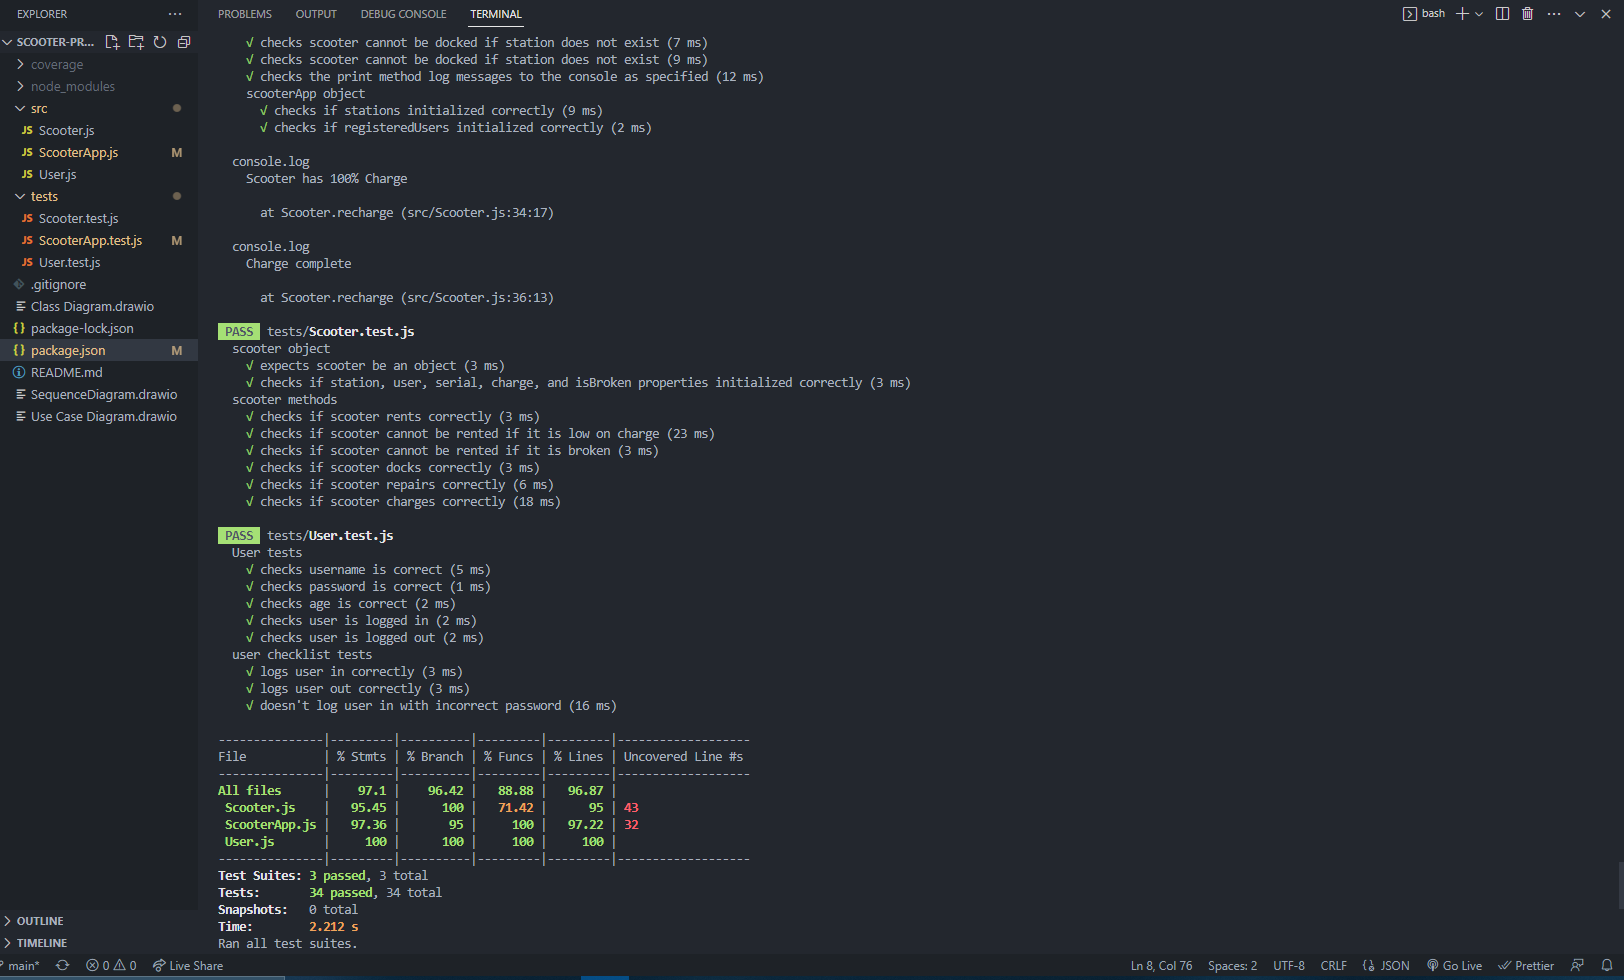 EXPLORER
SCOOTER-PR...
coverage
node_modules
src
JS Scooter.js
JS ScooterApp.js M
JS User.js
tests
JS Scooter.test.js
JS ScooterApp.test.js M
JS User.test.js
.gitignore
Class Diagram.drawio
{} package-lock.json
{} package.json M
README.md
SequenceDiagram.drawio
Use Case Diagram.drawio
OUTLINE
TIMELINE
PROBLEMS OUTPUT DEBUG CONSOLE TERMINAL bash
√ checks scooter cannot be docked if station does not exist (7 ms)
√ checks scooter cannot be docked if station does not exist (9 ms)
√ checks the print method log messages to the console as specified (12 ms)
scooterApp object
√ checks if stations initialized correctly (9 ms)
√ checks if registeredUsers initialized correctly (2 ms)
console.log
Scooter has 100% Charge
at Scooter.recharge (src/Scooter.js:34:17)
console.log
Charge complete
at Scooter.recharge (src/Scooter.js:36:13)
PASS tests/Scooter.test.js
scooter object
√ expects scooter be an object (3 ms)
√ checks if station, user, serial, charge, and isBroken properties initialized correctly (3 ms)
scooter methods
√ checks if scooter rents correctly (3 ms)
√ checks if scooter cannot be rented if it is low on charge (23 ms)
√ checks if scooter cannot be rented if it is broken (3 ms)
√ checks if scooter docks correctly (3 ms)
√ checks if scooter repairs correctly (6 ms)
√ checks if scooter charges correctly (18 ms)
PASS tests/User.test.js
User tests
√ checks username is correct (5 ms)
√ checks password is correct (1 ms)
√ checks age is correct (2 ms)
√ checks user is logged in (2 ms)
√ checks user is logged out (2 ms)
user checklist tests
√ logs user in correctly (3 ms)
√ logs user out correctly (3 ms)
√ doesn't log user in with incorrect password (16 ms)
---------------|---------|----------|---------|---------|-------------------
File | % Stmts | % Branch | % Funcs | % Lines | Uncovered Line #s
---------------|---------|----------|---------|---------|-------------------
All files | 97.1 | 96.42 | 88.88 | 96.87 |
Scooter.js | 95.45 | 100 | 71.42 | 95 | 43
ScooterApp.js | 97.36 | 95 | 100 | 97.22 | 32
User.js | 100 | 100 | 100 | 100 |
---------------|---------|----------|---------|---------|-------------------
Test Suites: 3 passed, 3 total
Tests: 34 passed, 34 total
Snapshots: 0 total
Time: 2.212 s
Ran all test suites.
main* 0 0 Live Share Ln 8, Col 76 Spaces: 2 UTF-8 CRLF {} JSON Go Live Prettier